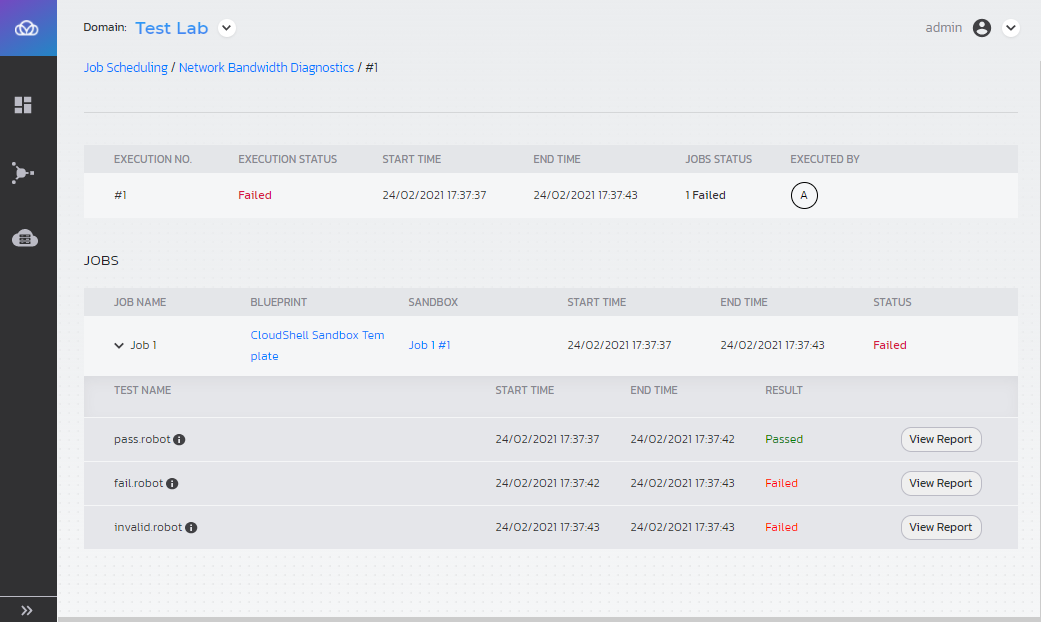 Domain: Test Lab admin
Job Scheduling / Network Bandwidth Diagnostics / #1
EXECUTION NO. EXECUTION STATUS START TIME END TIME JOBS STATUS EXECUTED BY
#1 Failed 24/02/2021 17:37:37 24/02/2021 17:37:43 1 Failed A
JOBS
JOB NAME BLUEPRINT SANDBOX START TIME END TIME STATUS
CloudShell Sandbox Tem
Job 1 Job 1 #1 24/02/2021 17:37:37 24/02/2021 17:37:43 Failed
plate
TEST NAME START TIME END TIME RESULT
pass.robot 24/02/2021 17:37:37 24/02/2021 17:37:42 Passed View Report
fail.robot 24/02/2021 17:37:42 24/02/2021 17:37:43 Failed View Report
invalid.robot 24/02/2021 17:37:43 24/02/2021 17:37:43 Failed View Report